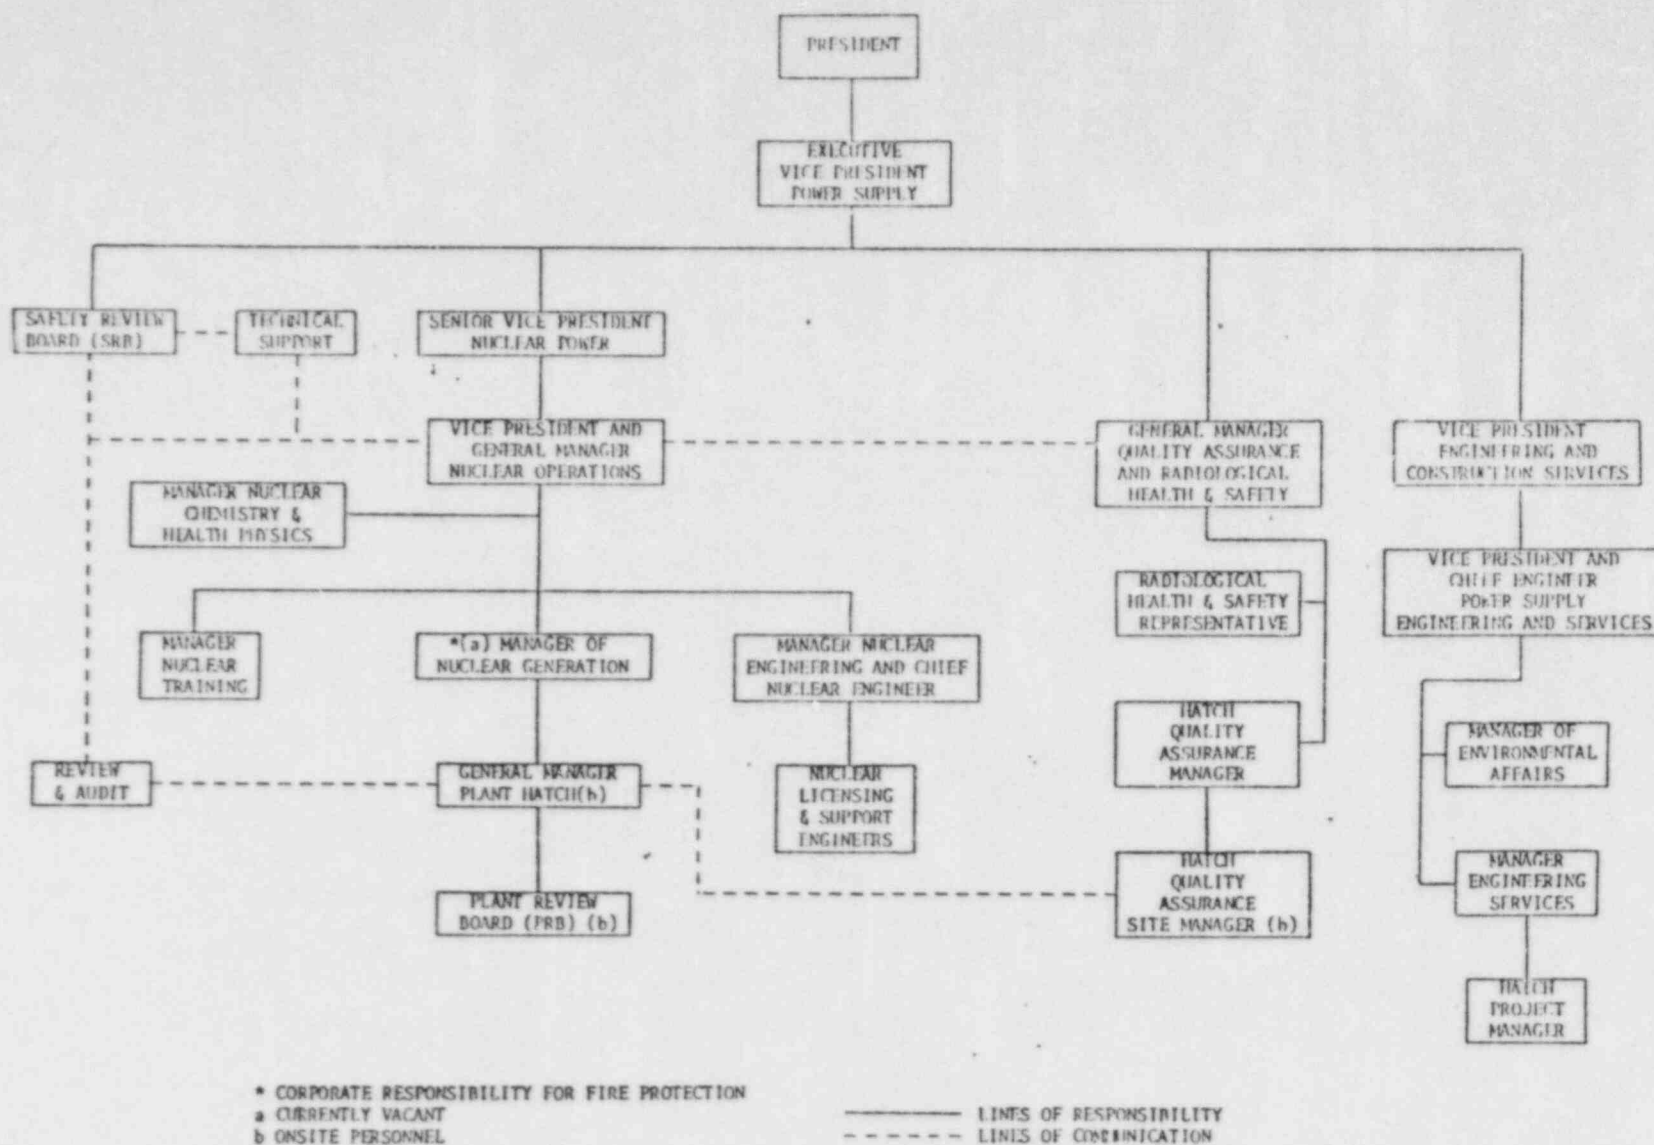 PRESIDENT
EXECUTIVE
VICE PRESIDENT
POWER SUPPLY
SAFETY REVIEW
BOARD (SRB)
TECHNICAL
SUPPORT
SENIOR VICE PRESIDENT
NUCLEAR POWER
VICE PRESIDENT AND
GENERAL MANAGER
NUCLEAR OPERATIONS
GENERAL MANAGER
QUALITY ASSURANCE
AND RADIOLOGICAL
HEALTH & SAFETY
VICE PRESIDENT
ENGINEERING AND
CONSTRUCTION SERVICES
MANAGER NUCLEAR
CHEMISTRY &
HEALTH PHYSICS
RADIOLOGICAL
HEALTH & SAFETY
REPRESENTATIVE
VICE PRESIDENT AND
CHIEF ENGINEER
POWER SUPPLY
ENGINEERING AND SERVICES
MANAGER
NUCLEAR
TRAINING
*(a) MANAGER OF
NUCLEAR GENERATION
MANAGER NUCLEAR
ENGINEERING AND CHIEF
NUCLEAR ENGINEER
HATCH
QUALITY
ASSURANCE
MANAGER
MANAGER OF
ENVIRONMENTAL
AFFAIRS
REVIEW
& AUDIT
GENERAL MANAGER
PLANT HATCH(b)
NUCLEAR
LICENSING
& SUPPORT
ENGINEERS
PLANT REVIEW
BOARD (PRB) (b)
HATCH
QUALITY
ASSURANCE
SITE MANAGER (b)
MANAGER
ENGINEERING
SERVICES
HATCH
PROJECT
MANAGER
* CORPORATE RESPONSIBILITY FOR FIRE PROTECTION
a CURRENTLY VACANT
b ONSITE PERSONNEL
LINES OF RESPONSIBILITY
LINES OF COMMUNICATION